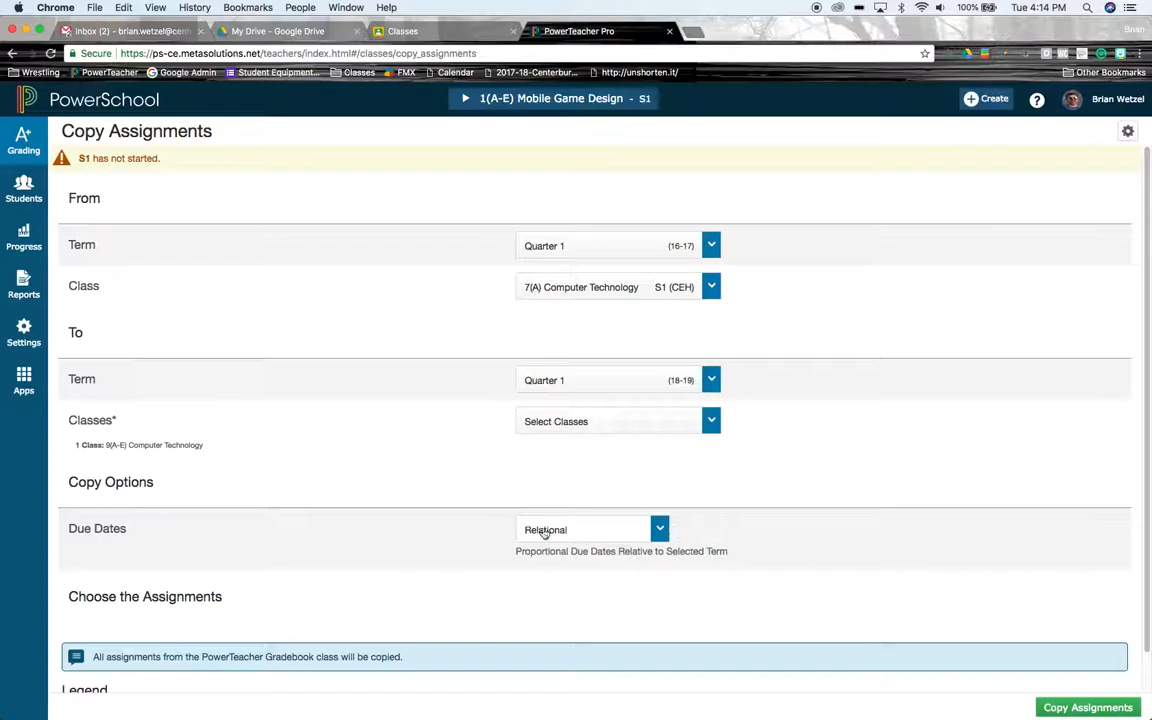 Chrome File Edit View History Bookmarks People Window Help 100% Tue 4:14 PM
Inbox (2) - brian.wetzel@cen × My Drive - Google Drive × Classes × PowerTeacher Pro × Brian
Secure https://ps-ce.metasolutions.net/teachers/index.html#/classes/copy_assignments
Wrestling PowerTeacher Google Admin Student Equipment... Classes FMX Calendar 2017-18-Centerbur... http://unshorten.it/ Other Bookmarks
PowerSchool 1(A-E) Mobile Game Design - S1 Create ? Brian Wetzel
A+
Grading
Students
Progress
Reports
Settings
Apps
Copy Assignments
S1 has not started.
From
Term Quarter 1 (16-17)
Class 7(A) Computer Technology S1 (CEH)
To
Term Quarter 1 (18-19)
Classes* Select Classes
1 Class: 9(A-E) Computer Technology
Copy Options
Due Dates Relational
Proportional Due Dates Relative to Selected Term
Choose the Assignments
All assignments from the PowerTeacher Gradebook class will be copied.
Legend
Copy Assignments